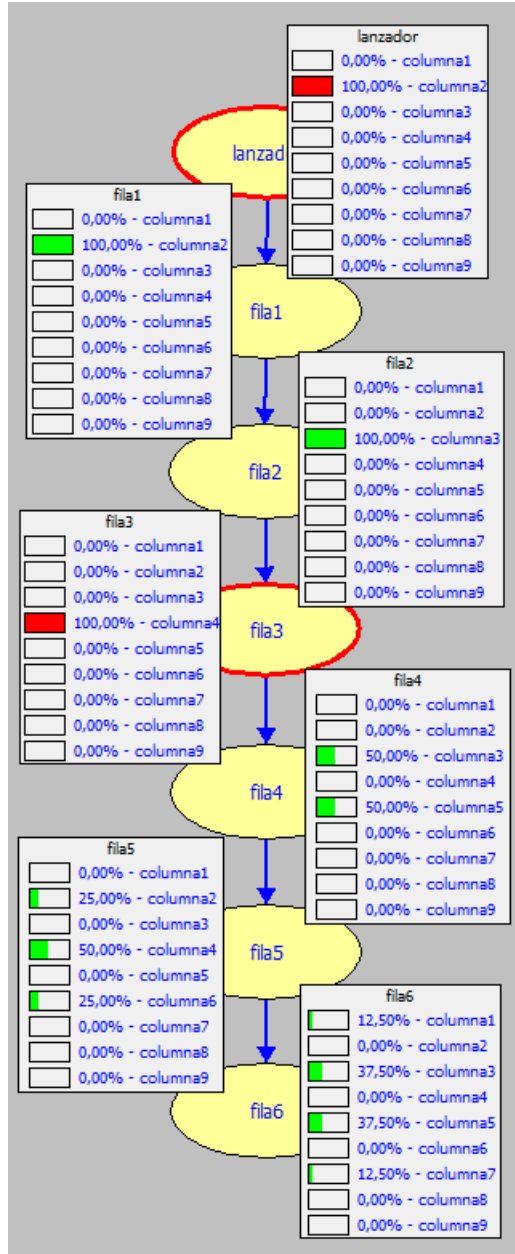 lanzador
0,00% - columna1
100,00% - columna2
0,00% - columna3
0,00% - columna4
0,00% - columna5
0,00% - columna6
0,00% - columna7
0,00% - columna8
0,00% - columna9
lanzad
fila1
0,00% - columna1
100,00% - columna2
0,00% - columna3
0,00% - columna4
0,00% - columna5
0,00% - columna6
0,00% - columna7
0,00% - columna8
0,00% - columna9
fila1
fila2
0,00% - columna1
0,00% - columna2
100,00% - columna3
0,00% - columna4
0,00% - columna5
0,00% - columna6
0,00% - columna7
0,00% - columna8
0,00% - columna9
fila2
fila3
0,00% - columna1
0,00% - columna2
0,00% - columna3
100,00% - columna4
0,00% - columna5
0,00% - columna6
0,00% - columna7
0,00% - columna8
0,00% - columna9
fila3
fila4
0,00% - columna1
0,00% - columna2
50,00% - columna3
0,00% - columna4
50,00% - columna5
0,00% - columna6
0,00% - columna7
0,00% - columna8
0,00% - columna9
fila4
fila5
0,00% - columna1
25,00% - columna2
0,00% - columna3
50,00% - columna4
0,00% - columna5
25,00% - columna6
0,00% - columna7
0,00% - columna8
0,00% - columna9
fila5
fila6
12,50% - columna1
0,00% - columna2
37,50% - columna3
0,00% - columna4
37,50% - columna5
0,00% - columna6
12,50% - columna7
0,00% - columna8
0,00% - columna9
fila6